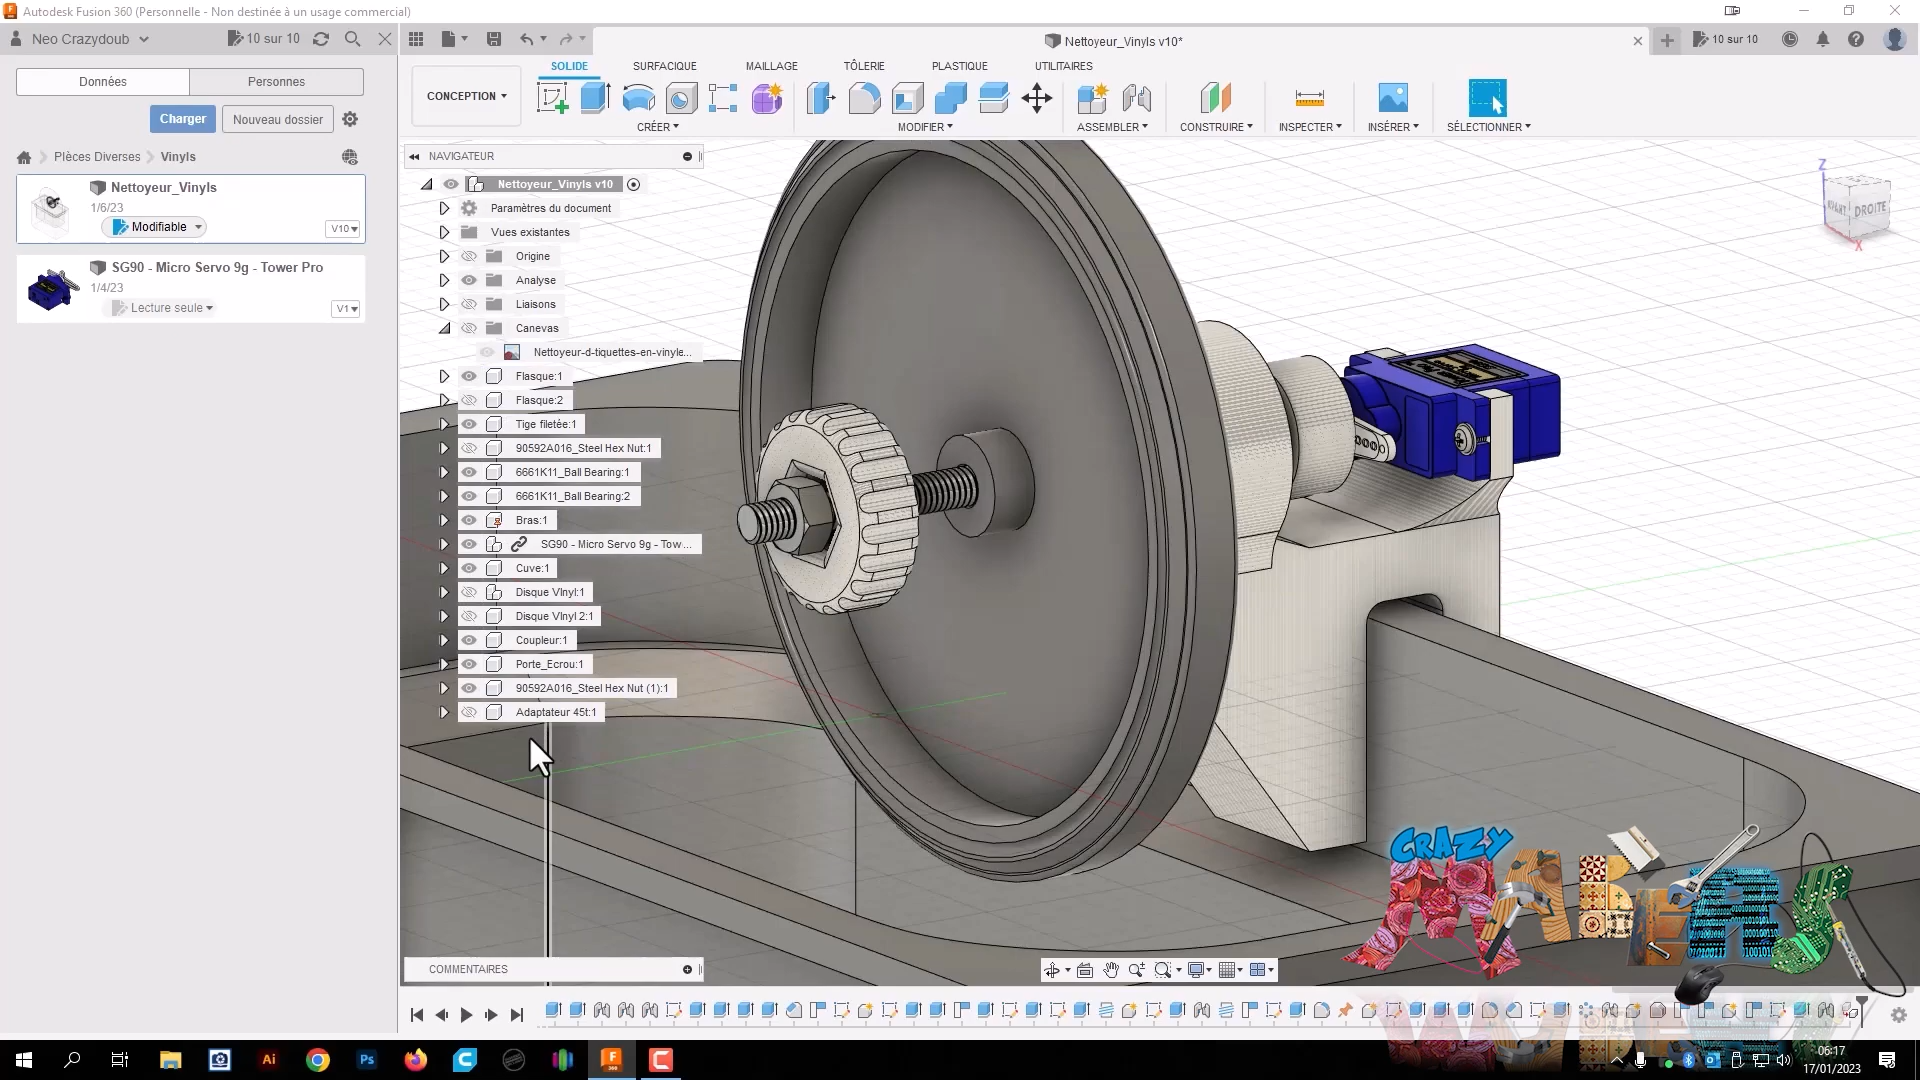 Autodesk Fusion 360 (Personnelle - Non destinée à un usage commercial)
Neo Crazydoub
10 sur 10
Nettoyeur_Vinyls v10*
10 sur 10
Données
Personnes
Charger
Nouveau dossier
Plèces Diverses
Vinyls
Nettoyeur_Vinyls
1/6/23
Modifiable
V10
SG90 - Micro Servo 9g - Tower Pro
1/4/23
Lecture seule
V1
CONCEPTION
SOLIDE
SURFACIQUE
MAILLAGE
TÔLERIE
PLASTIQUE
UTILITAIRES
CRÉER
MODIFIER
ASSEMBLER
CONSTRUIRE
INSPECTER
INSÉRER
SÉLECTIONNER
NAVIGATEUR
Nettoyeur_Vinyls v10
Paramètres du document
Vues existantes
Origine
Analyse
Liaisons
Canevas
Nettoyeur-d-tiquettes-en-vinyle...
Flasque:1
Flasque:2
Tige filetée:1
90592A016_Steel Hex Nut:1
6661K11_Ball Bearing:1
6661K11_Ball Bearing:2
Bras:1
SG90 - Micro Servo 9g - Tow...
Cuve:1
Disque VInyl:1
Disque VInyl 2:1
Coupleur:1
Porte_Ecrou:1
90592A016_Steel Hex Nut (1):1
Adaptateur 45t:1
Z
AVANT
DROITE
X
CRAZY
MAKERS
COMMENTAIRES
Ai
Ps
F
360
06:17
17/01/2023